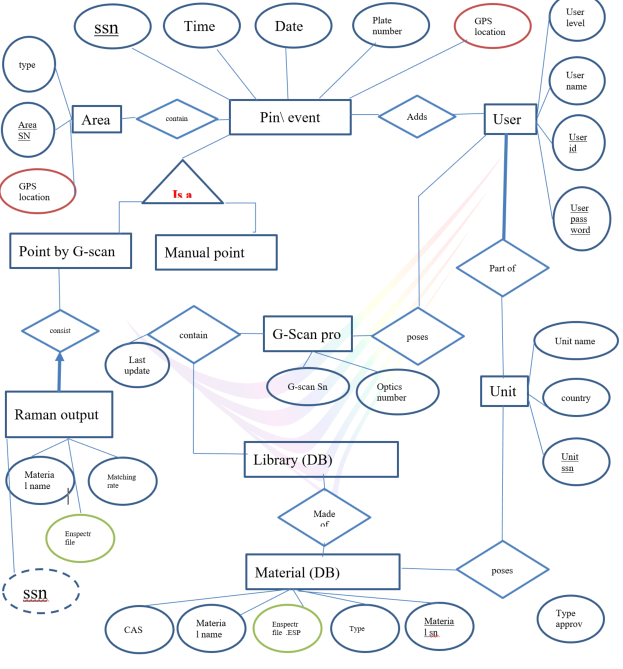 ssn
Time
Date
Plate
number
GPS
location
User
level
type
Area
SN
GPS
location
Area
contain
Pin\ event
Adds
User
User
name
User
id
User
pass
word
Is a
Point by G-scan
Manual point
Part of
consist
contain
G-Scan pro
poses
Last
update
G-scan Sn
Optics
number
Unit name
Unit
country
Unit
ssn
Raman output
Materia
l name
Matching
rate
Enspectr
file
ssn
Library (DB)
Made
of
Material (DB)
poses
CAS
Materia
l name
Enspectr
file .ESP
Type
Materia
l sn
Type
approv